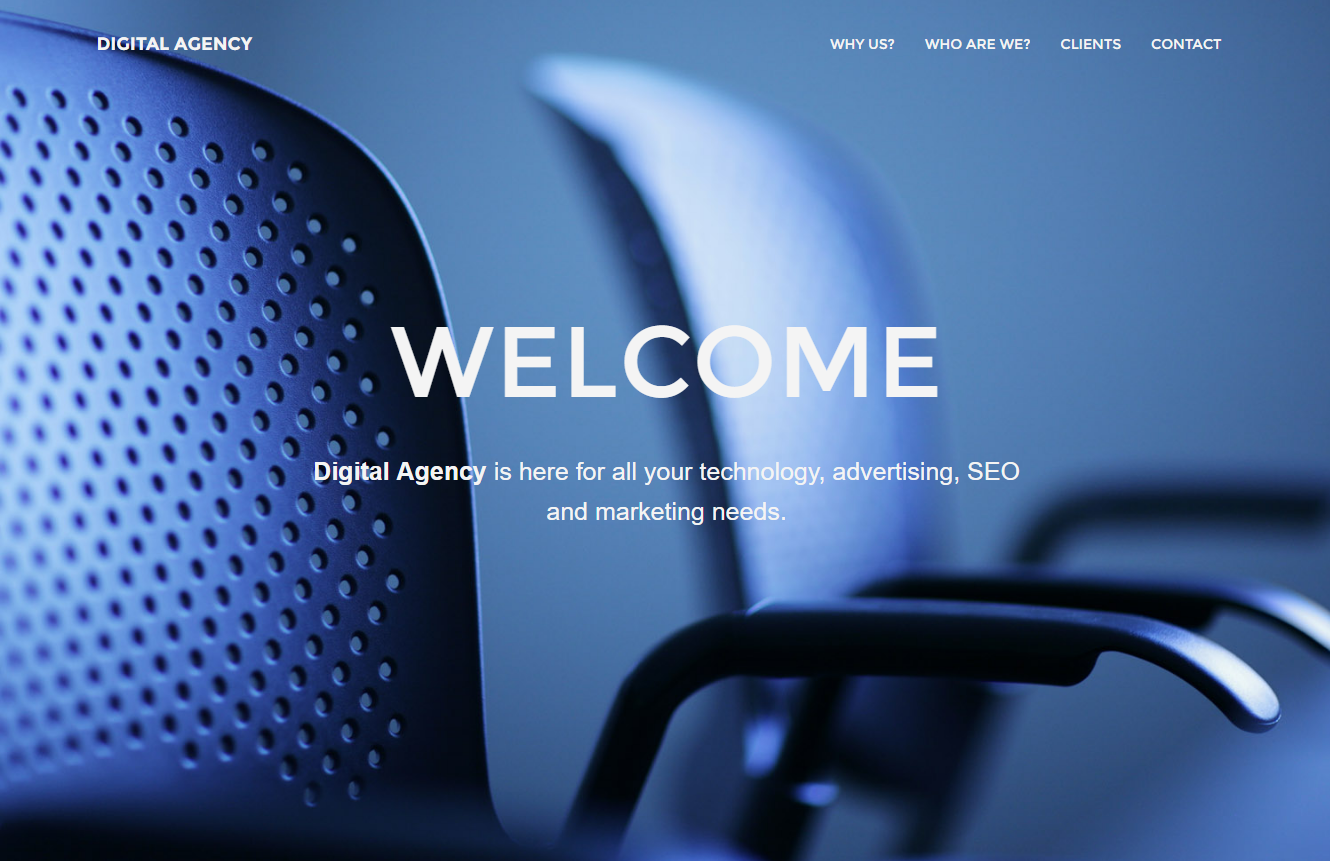 DIGITAL AGENCY
WHY US? WHO ARE WE? CLIENTS CONTACT
WELCOME
Digital Agency is here for all your technology, advertising, SEO
and marketing needs.